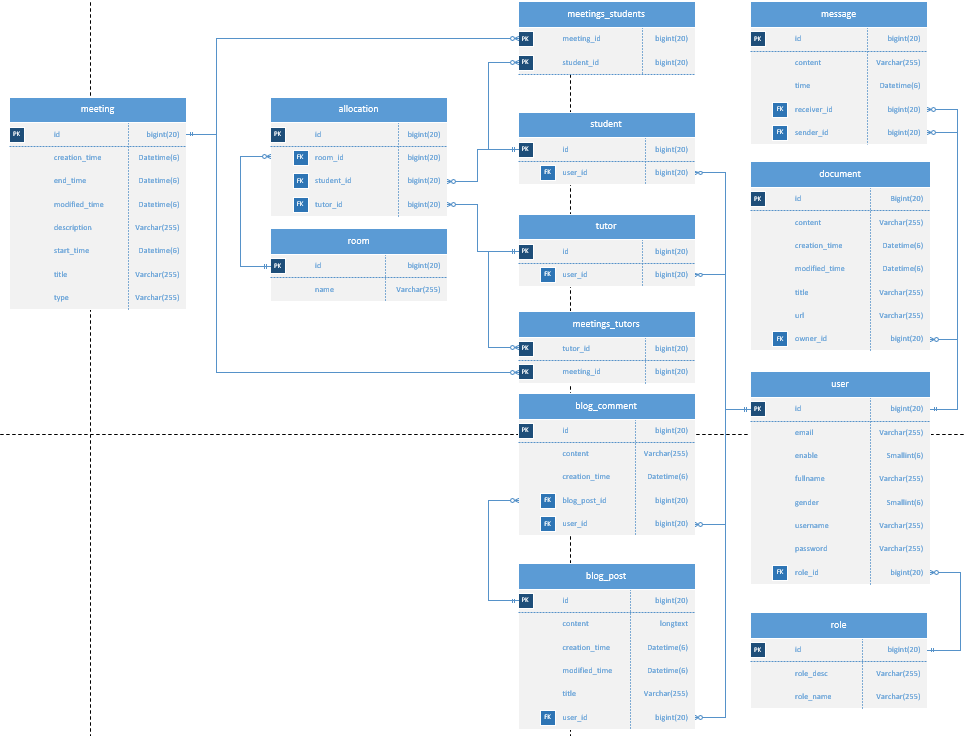 meeting
PK id bigint(20)
creation_time Datetime(6)
end_time Datetime(6)
modified_time Datetime(6)
description Varchar(255)
start_time Datetime(6)
title Varchar(255)
type Varchar(255)
allocation
PK id bigint(20)
FK room_id bigint(20)
FK student_id bigint(20)
FK tutor_id bigint(20)
room
PK id bigint(20)
name Varchar(255)
meetings_students
PK meeting_id bigint(20)
PK student_id bigint(20)
student
PK id bigint(20)
FK user_id bigint(20)
tutor
PK id bigint(20)
FK user_id bigint(20)
meetings_tutors
PK tutor_id bigint(20)
PK meeting_id bigint(20)
blog_comment
PK id bigint(20)
content Varchar(255)
creation_time Datetime(6)
FK blog_post_id bigint(20)
FK user_id bigint(20)
blog_post
PK id bigint(20)
content longtext
creation_time Datetime(6)
modified_time Datetime(6)
title Varchar(255)
FK user_id bigint(20)
message
PK id bigint(20)
content Varchar(255)
time Datetime(6)
FK receiver_id bigint(20)
FK sender_id bigint(20)
document
PK id Bigint(20)
content Varchar(255)
creation_time Datetime(6)
modified_time Datetime(6)
title Varchar(255)
url Varchar(255)
FK owner_id bigint(20)
user
PK id bigint(20)
email Varchar(255)
enable Smallint(6)
fullname Varchar(255)
gender Smallint(6)
username Varchar(255)
password Varchar(255)
FK role_id bigint(20)
role
PK id bigint(20)
role_desc Varchar(255)
role_name Varchar(255)